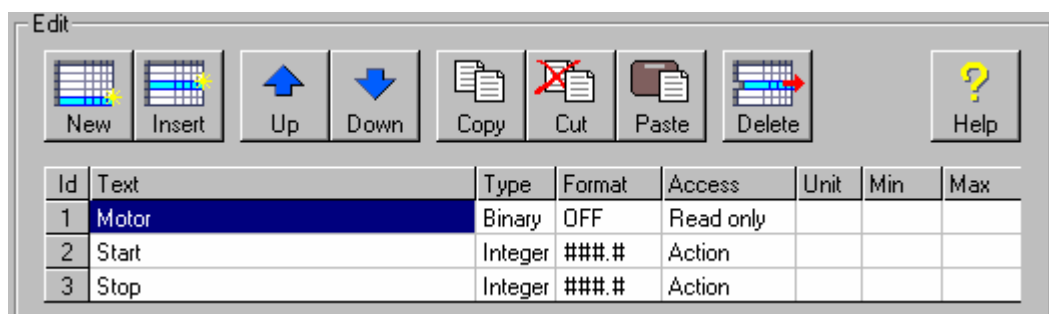 Edit
New Insert Up Down Copy Cut Paste Delete Help
Id Text Type Format Access Unit Min Max
1 Motor Binary OFF Read only
2 Start Integer ###.# Action
3 Stop Integer ###.# Action